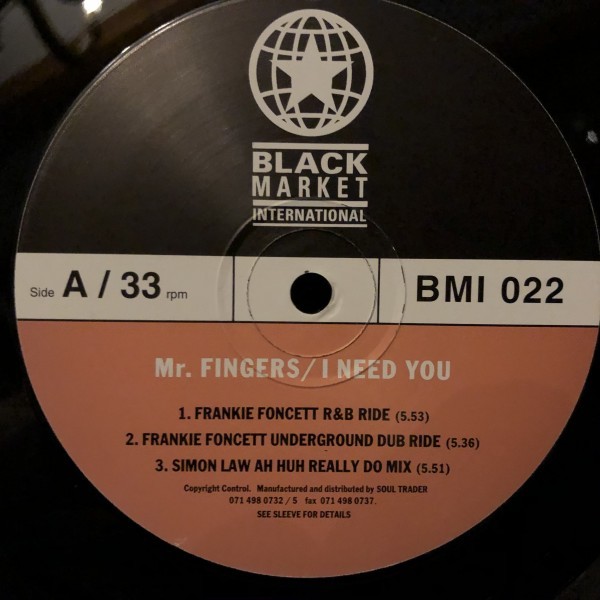 BLACK
MARKET
INTERNATIONAL
Side A / 33 rpm
BMI 022
Mr. FINGERS/I NEED YOU
1. FRANKIE FONCETT R&B RIDE (5.53)
2. FRANKIE FONCETT UNDERGROUND DUB RIDE (5.36)
3. SIMON LAW AH HUH REALLY DO MIX (5.51)
Copyright Control. Manufactured and distributed by SOUL TRADER
071 498 0732 / 5 fax 071 498 0737.
SEE SLEEVE FOR DETAILS